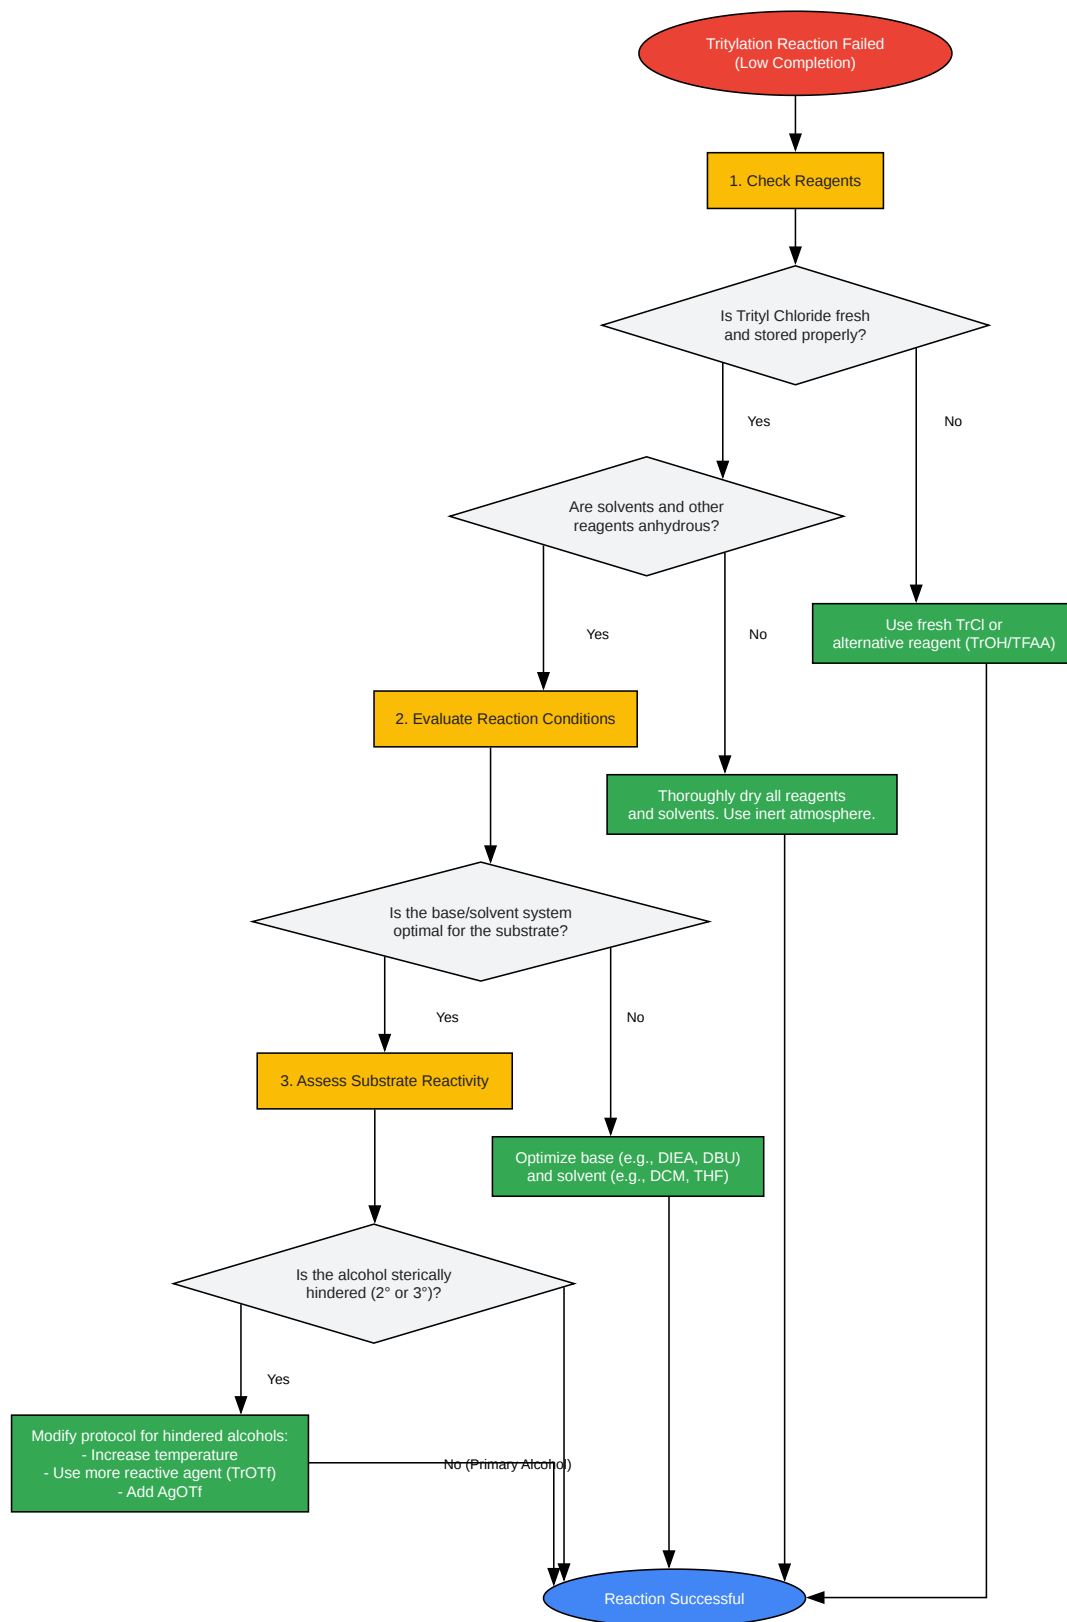 Tritylation Reaction Failed
(Low Completion)
1. Check Reagents
Is Trityl Chloride fresh
and stored properly?
Yes
No
Are solvents and other
reagents anhydrous?
Yes
No
Use fresh TrCl or
alternative reagent (TrOH/TFAA)
2. Evaluate Reaction Conditions
Thoroughly dry all reagents
and solvents. Use inert atmosphere.
Is the base/solvent system
optimal for the substrate?
Yes
No
3. Assess Substrate Reactivity
Optimize base (e.g., DIEA, DBU)
and solvent (e.g., DCM, THF)
Is the alcohol sterically
hindered (2° or 3°)?
Yes
Modify protocol for hindered alcohols:
- Increase temperature
- Use more reactive agent (TrOTf)
- Add AgOTf
No (Primary Alcohol)
Reaction Successful